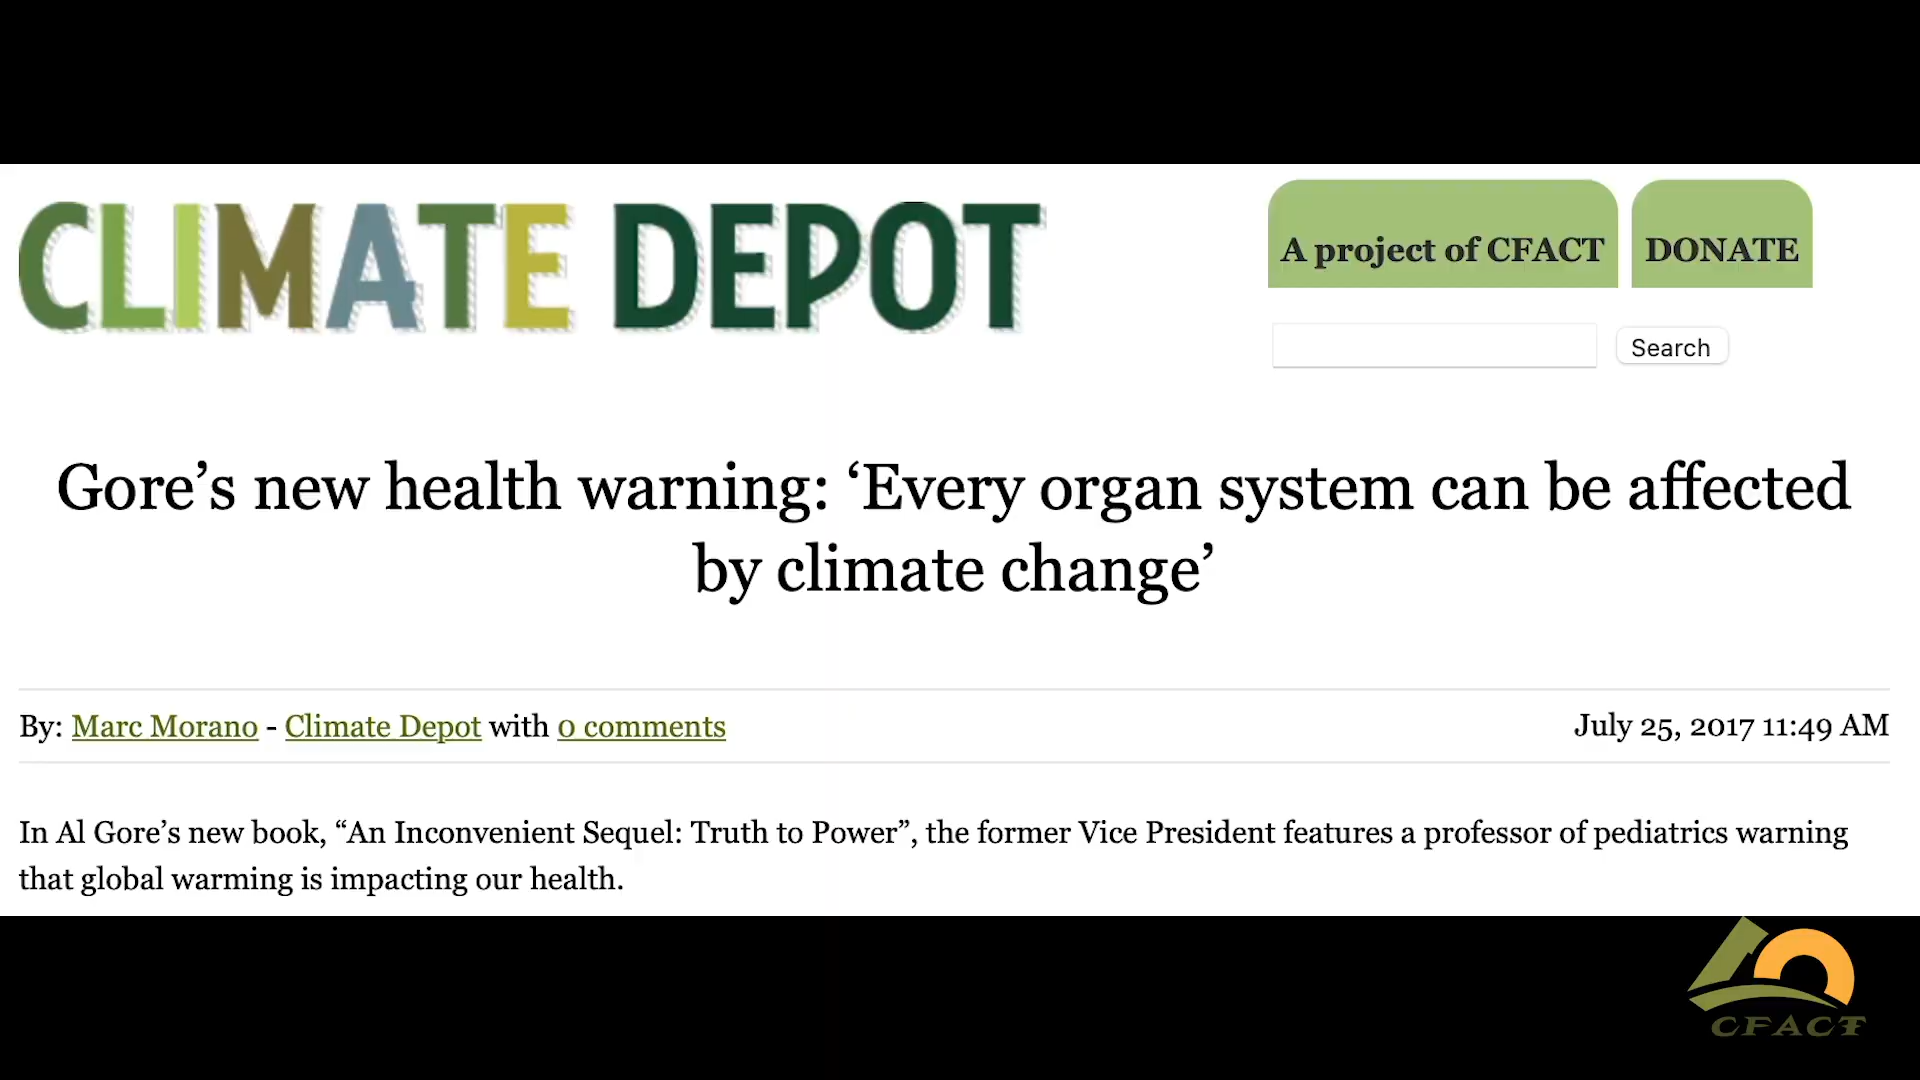 CLIMATE DEPOT
A project of CFACT
DONATE
Search
Gore’s new health warning: ‘Every organ system can be affected
by climate change’
By: Marc Morano - Climate Depot with 0 comments
July 25, 2017 11:49 AM
In Al Gore’s new book, “An Inconvenient Sequel: Truth to Power”, the former Vice President features a professor of pediatrics warning
that global warming is impacting our health.
CFACT